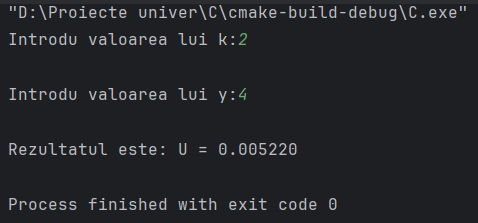 "D:\Proiecte univer\C\cmake-build-debug\C.exe"
Introdu valoarea lui k:2
Introdu valoarea lui y:4
Rezultatul este: U = 0.005220
Process finished with exit code 0